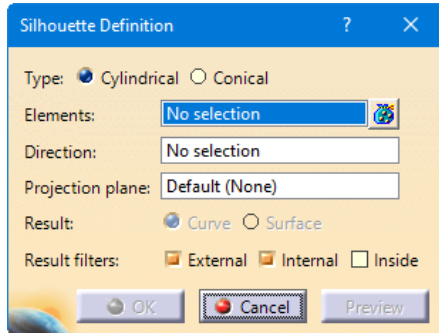 Silhouette Definition ? ×
Type: Cylindrical Conical
Elements: No selection
Direction: No selection
Projection plane: Default (None)
Result: Curve Surface
Result filters: External Internal Inside
OK Cancel Preview